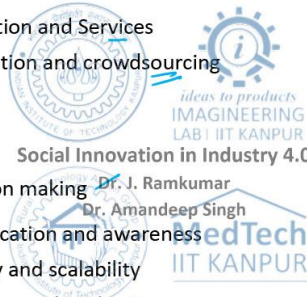 tion and Services
tion and crowdsourcing
ideas to products
IMAGINEERING
LAB | IIT KANPUR
Social Innovation in Industry 4.0
on making
Dr. J. Ramkumar
Dr. Amandeep Singh
cation and awareness
MedTech
IIT KANPUR
y and scalability